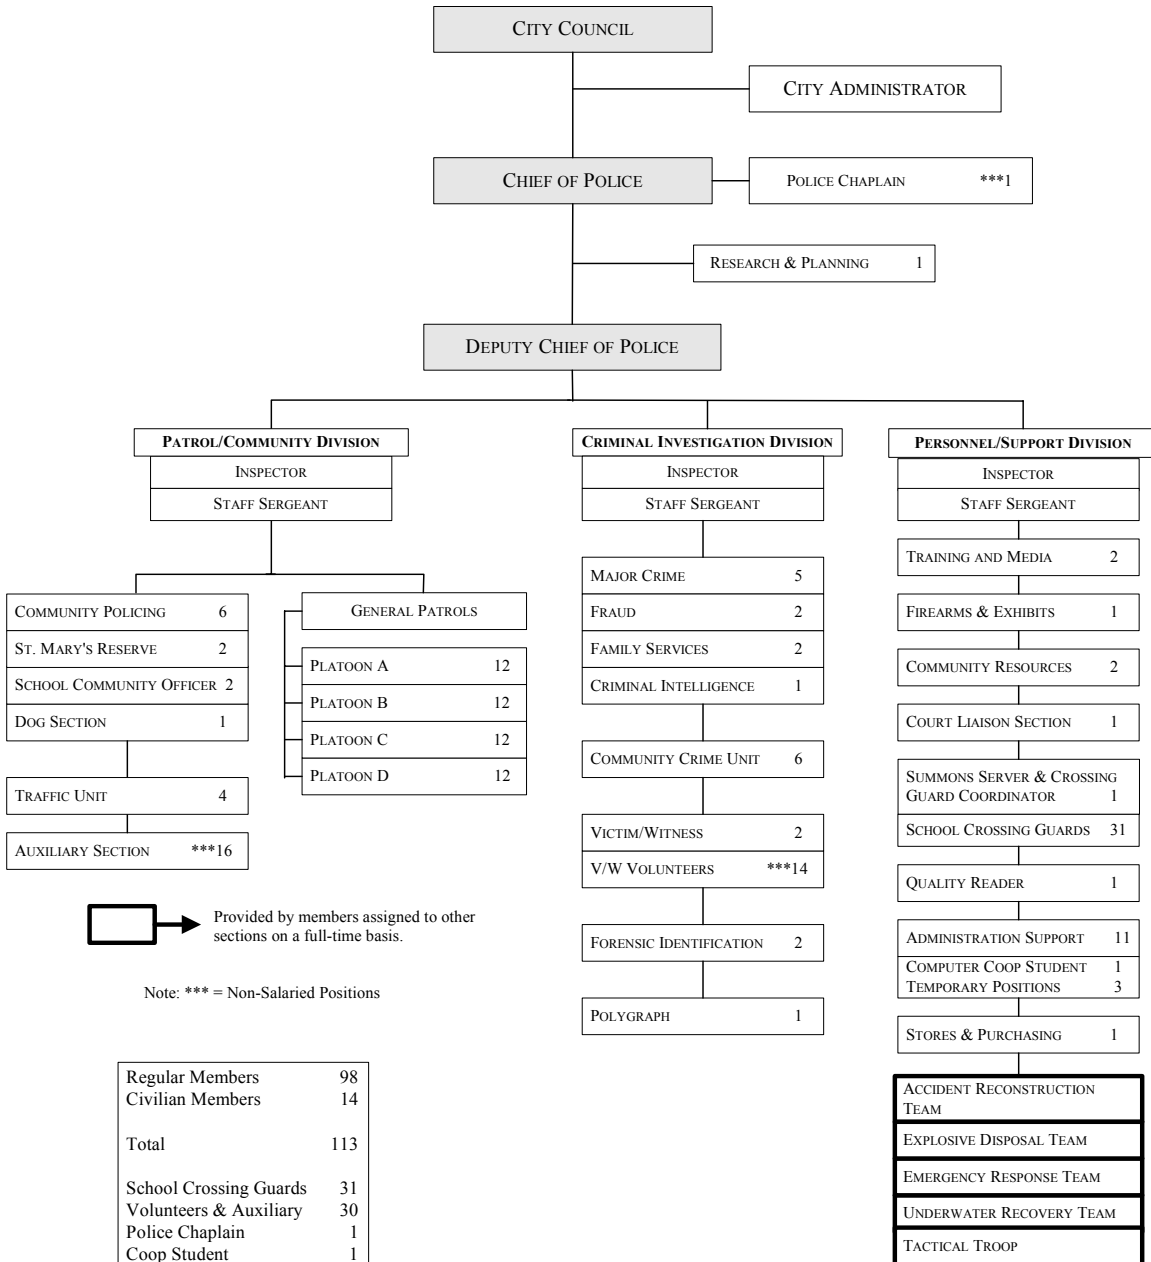 CITY COUNCIL
CITY ADMINISTRATOR
CHIEF OF POLICE
POLICE CHAPLAIN ***1
RESEARCH & PLANNING 1
DEPUTY CHIEF OF POLICE
PATROL/COMMUNITY DIVISION
INSPECTOR
STAFF SERGEANT
COMMUNITY POLICING 6
ST. MARY'S RESERVE 2
SCHOOL COMMUNITY OFFICER 2
DOG SECTION 1
TRAFFIC UNIT 4
AUXILIARY SECTION ***16
GENERAL PATROLS
PLATOON A 12
PLATOON B 12
PLATOON C 12
PLATOON D 12
Provided by members assigned to other
sections on a full-time basis.
Note: *** = Non-Salaried Positions
Regular Members 98
Civilian Members 14
Total 113
School Crossing Guards 31
Volunteers & Auxiliary 30
Police Chaplain 1
Coop Student 1
CRIMINAL INVESTIGATION DIVISION
INSPECTOR
STAFF SERGEANT
MAJOR CRIME 5
FRAUD 2
FAMILY SERVICES 2
CRIMINAL INTELLIGENCE 1
COMMUNITY CRIME UNIT 6
VICTIM/WITNESS 2
V/W VOLUNTEERS ***14
FORENSIC IDENTIFICATION 2
POLYGRAPH 1
PERSONNEL/SUPPORT DIVISION
INSPECTOR
STAFF SERGEANT
TRAINING AND MEDIA 2
FIREARMS & EXHIBITS 1
COMMUNITY RESOURCES 2
COURT LIAISON SECTION 1
SUMMONS SERVER & CROSSING
GUARD COORDINATOR 1
SCHOOL CROSSING GUARDS 31
QUALITY READER 1
ADMINISTRATION SUPPORT 11
COMPUTER COOP STUDENT 1
TEMPORARY POSITIONS 3
STORES & PURCHASING 1
ACCIDENT RECONSTRUCTION
TEAM
EXPLOSIVE DISPOSAL TEAM
EMERGENCY RESPONSE TEAM
UNDERWATER RECOVERY TEAM
TACTICAL TROOP